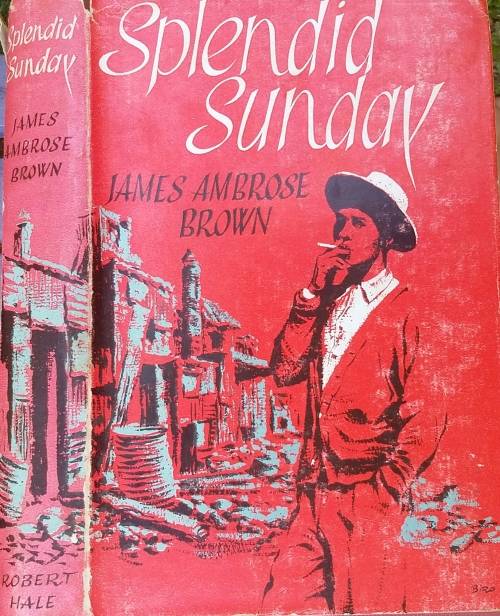 Splendid
Sunday
JAMES
AMBROSE
BROWN
ROBERT
HALE
Splendid
Sunday
JAMES AMBROSE
BROWN